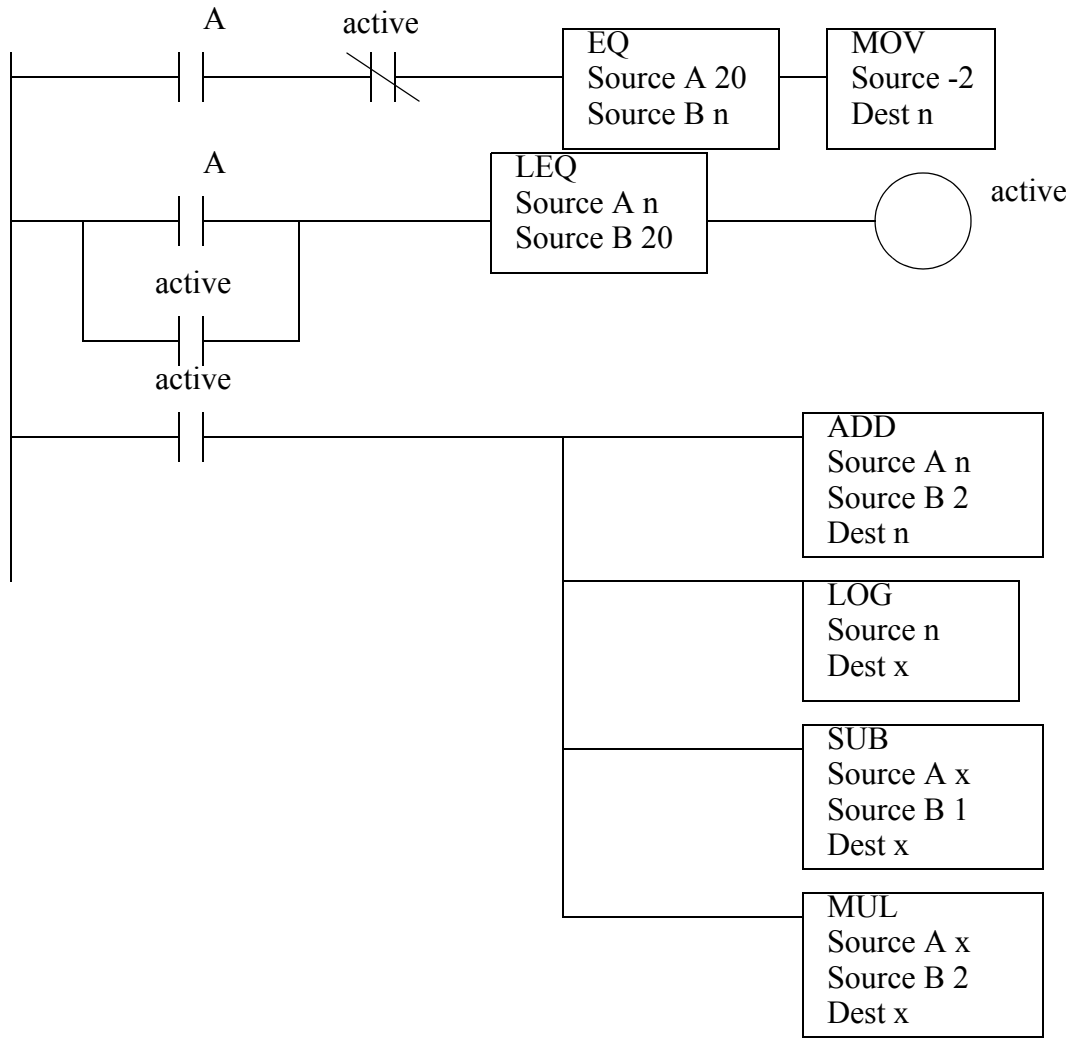 A
active
EQ
Source A 20
Source B n
MOV
Source -2
Dest n
A
LEQ
Source A n
Source B 20
active
active
active
ADD
Source A n
Source B 2
Dest n
LOG
Source n
Dest x
SUB
Source A x
Source B 1
Dest x
MUL
Source A x
Source B 2
Dest x